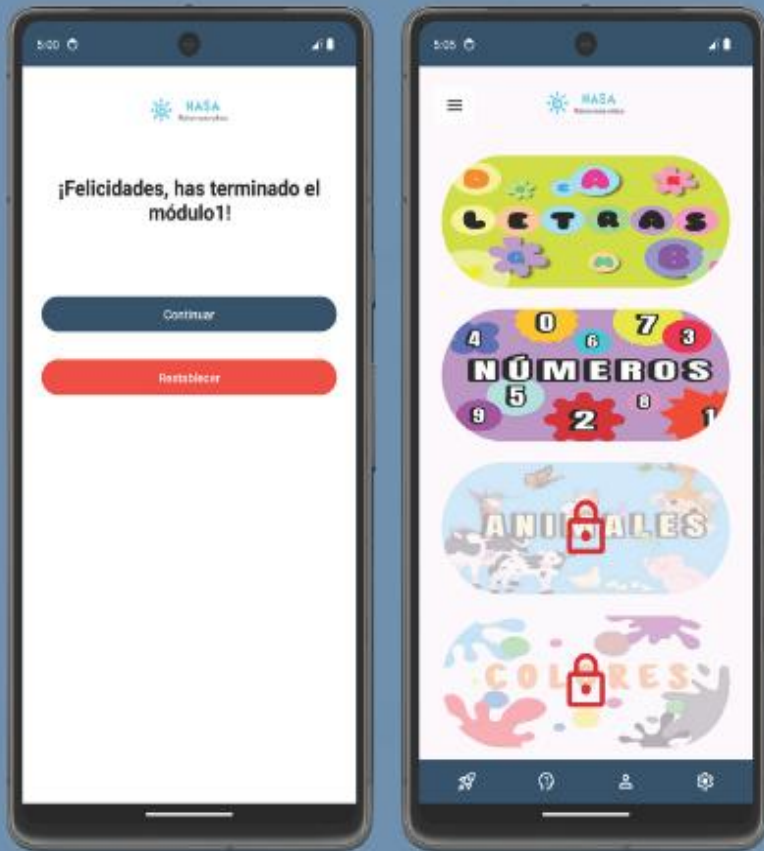 5:00
NASA
¡Felicidades, has terminado el
módulo1!
Continuar
Restablecer
5:05
NASA
LETRAS
0 7
4 6 3
NÚMEROS
5 8
9 2 1
ANIMALES
COLORES